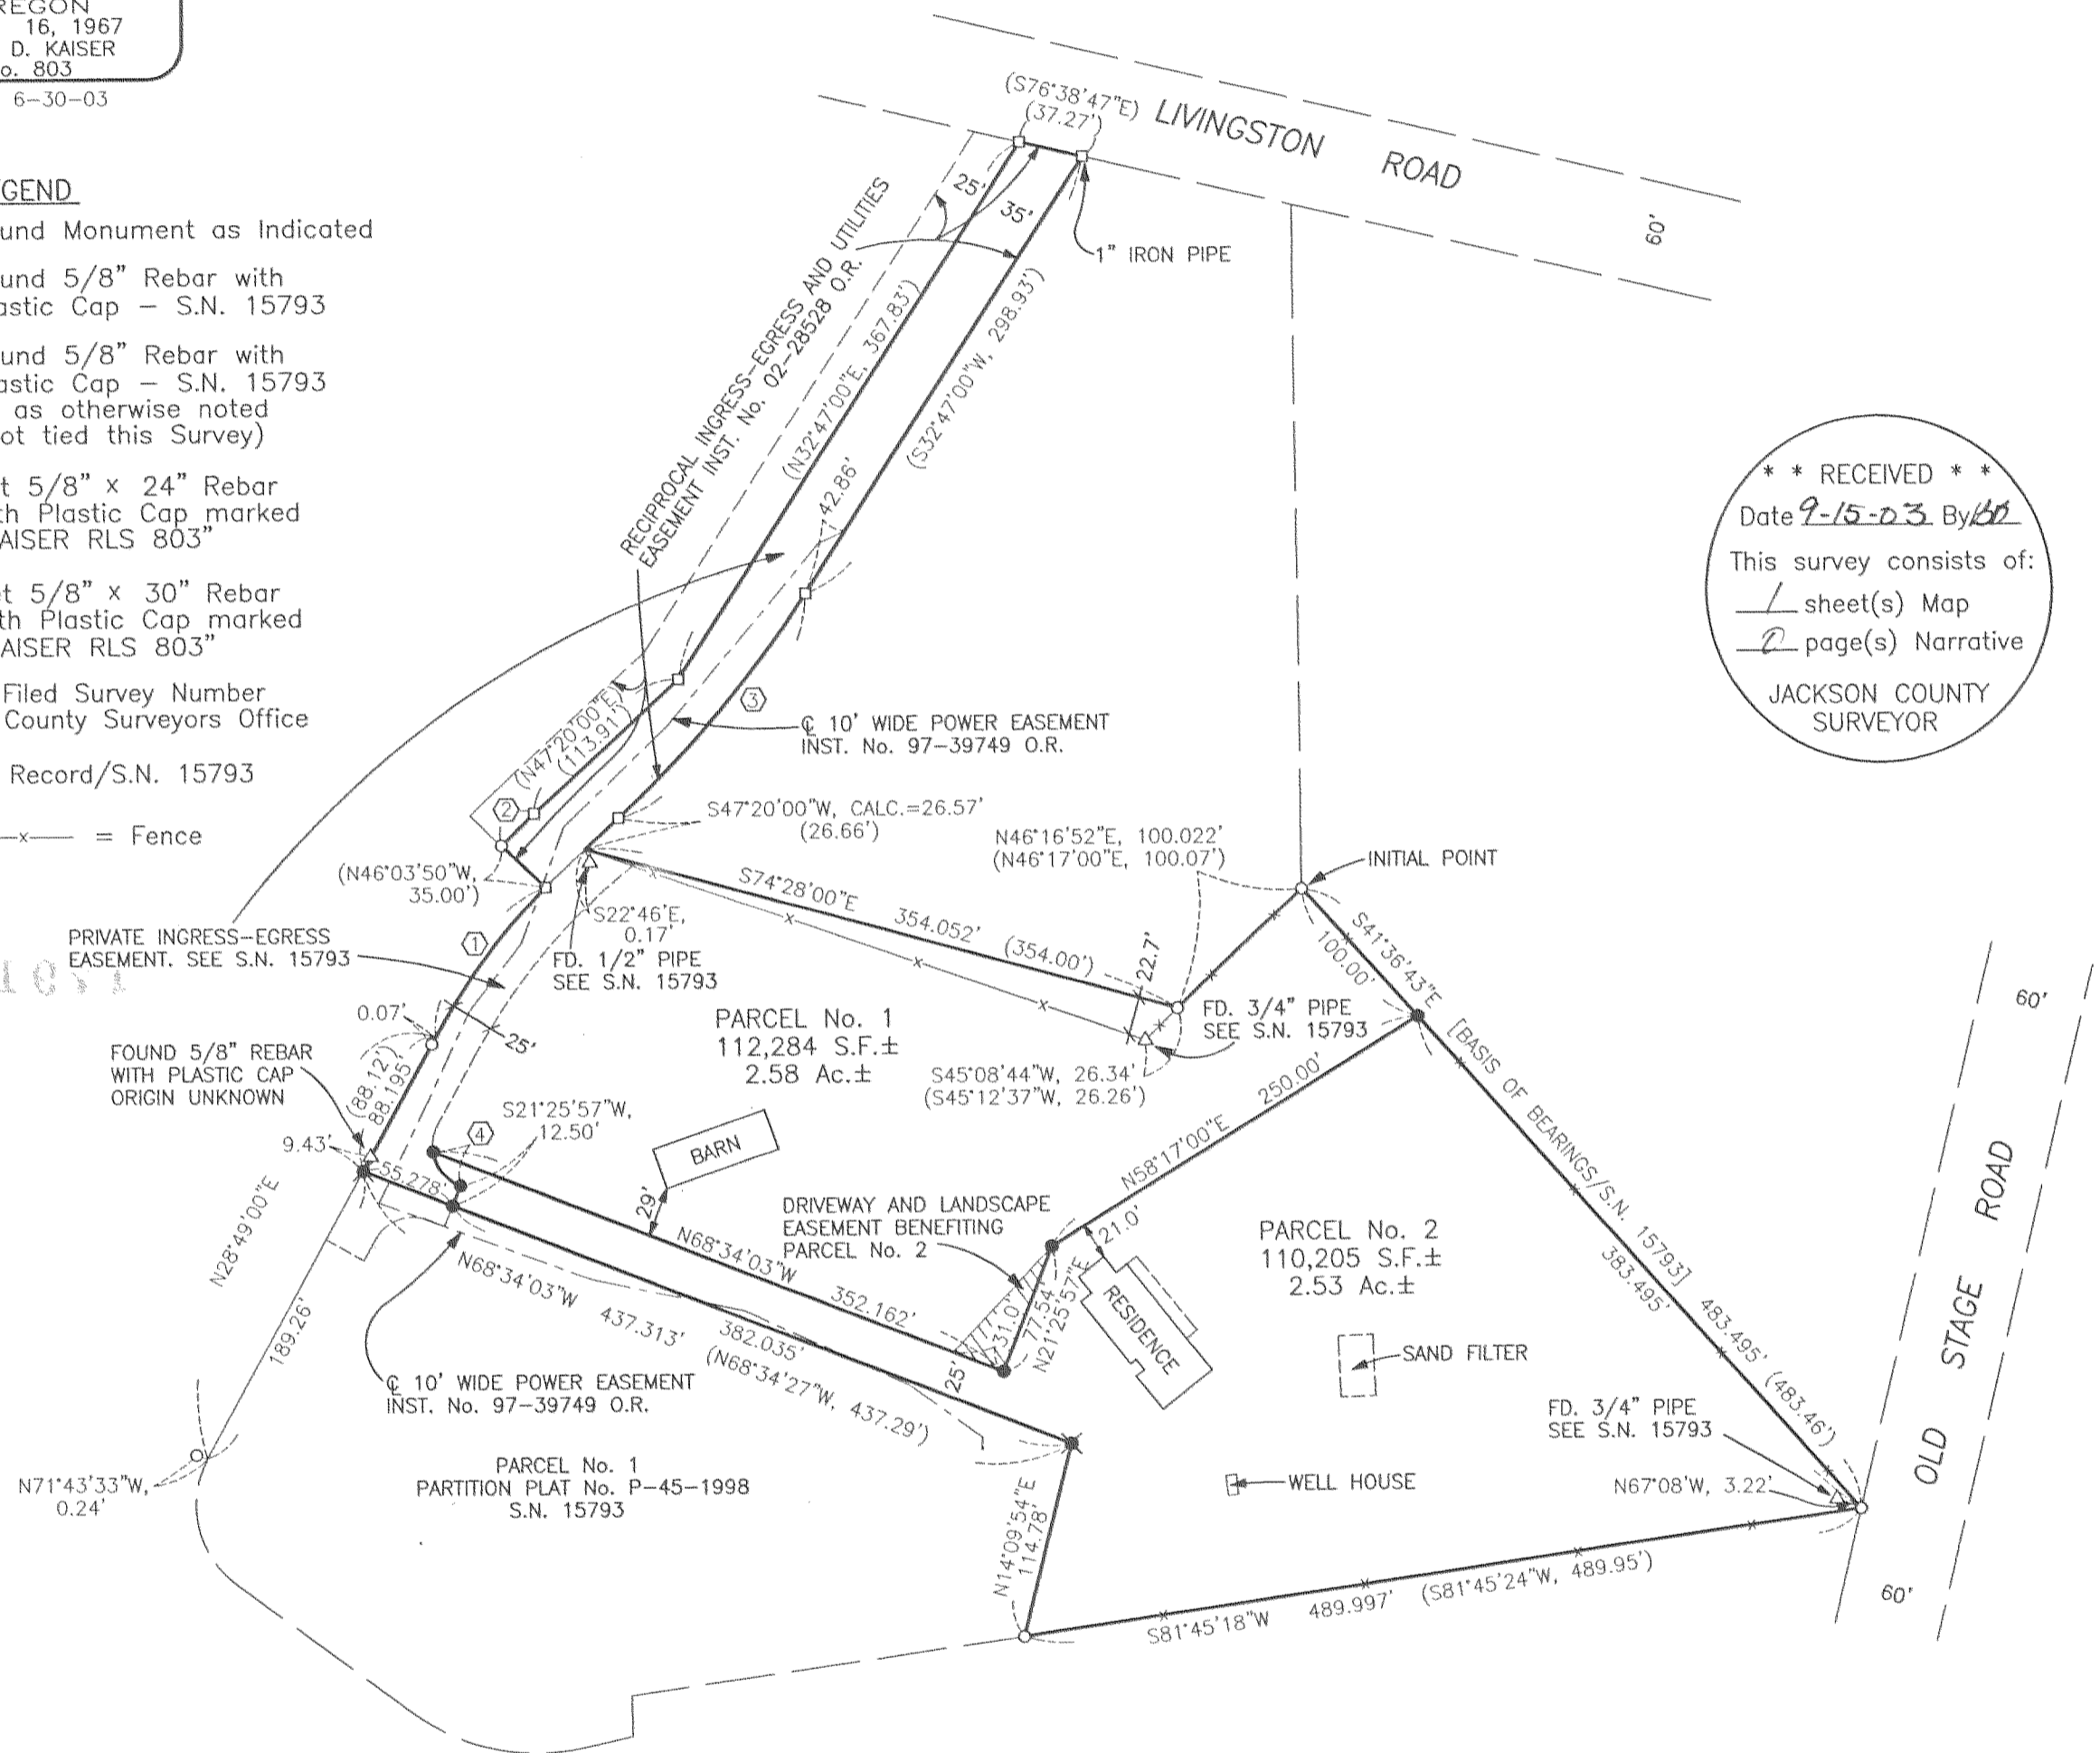 REGON
16, 1967
D. KAISER
o. 803
6-30-03
GEND
und Monument as Indicated
und 5/8" Rebar with
astic Cap – S.N. 15793
und 5/8" Rebar with
astic Cap – S.N. 15793
as otherwise noted
ot tied this Survey)
t 5/8" x 24" Rebar
th Plastic Cap marked
AISER RLS 803"
et 5/8" x 30" Rebar
th Plastic Cap marked
AISER RLS 803"
Filed Survey Number
County Surveyors Office
Record/S.N. 15793
—x— = Fence
(S76°38'47"E)
(37.27')
LIVINGSTON ROAD
60'
25'
35'
1" IRON PIPE
RECIPROCAL INGRESS-EGRESS AND UTILITIES
EASEMENT INST. No. 02-28528 O.R.
(N32°47'00"E, 367.83')
(S32°47'00"W, 298.93')
42.86'
3
(N47°20'00"E)
(113.91')
℄ 10' WIDE POWER EASEMENT
INST. No. 97-39749 O.R.
2
S47°20'00"W, CALC.=26.57'
(26.66')
N46°16'52"E, 100.022'
(N46°17'00"E, 100.07')
INITIAL POINT
(N46°03'50"W,
35.00')
S74°28'00"E 354.052' (354.00')
S22°46'E,
0.17'
FD. 1/2" PIPE
SEE S.N. 15793
1
PRIVATE INGRESS-EGRESS
EASEMENT. SEE S.N. 15793
22.7'
FD. 3/4" PIPE
SEE S.N. 15793
S41°36'43"E [BASIS OF BEARINGS/S.N. 15793] 483.495' (483.46')
100.00'
383.495'
0.07'
25'
PARCEL No. 1
112,284 S.F.±
2.58 Ac.±
S45°08'44"W, 26.34'
(S45°12'37"W, 26.26')
FOUND 5/8" REBAR
WITH PLASTIC CAP
ORIGIN UNKNOWN
(88.12')
88.195'
S21°25'57"W,
12.50'
4
9.43'
55.278'
BARN
29'
N58°17'00"E 250.00'
DRIVEWAY AND LANDSCAPE
EASEMENT BENEFITING
PARCEL No. 2
21.0'
PARCEL No. 2
110,205 S.F.±
2.53 Ac.±
RESIDENCE
N28°49'00"E
189.26'
N68°34'03"W 352.162'
31.0'
77.54'
N21°25'57"E
25'
N68°34'03"W 437.313'
382.035'
(N68°34'27"W, 437.29')
SAND FILTER
℄ 10' WIDE POWER EASEMENT
INST. No. 97-39749 O.R.
FD. 3/4" PIPE
SEE S.N. 15793
N67°08'W, 3.22'
WELL HOUSE
N71°43'33"W,
0.24'
PARCEL No. 1
PARTITION PLAT No. P-45-1998
S.N. 15793
N14°09'54"E
114.78'
S81°45'18"W 489.997' (S81°45'24"W, 489.95')
OLD STAGE ROAD
60'
60'
* * RECEIVED * *
Date 9-15-03 By
This survey consists of:
1 sheet(s) Map
0 page(s) Narrative
JACKSON COUNTY
SURVEYOR